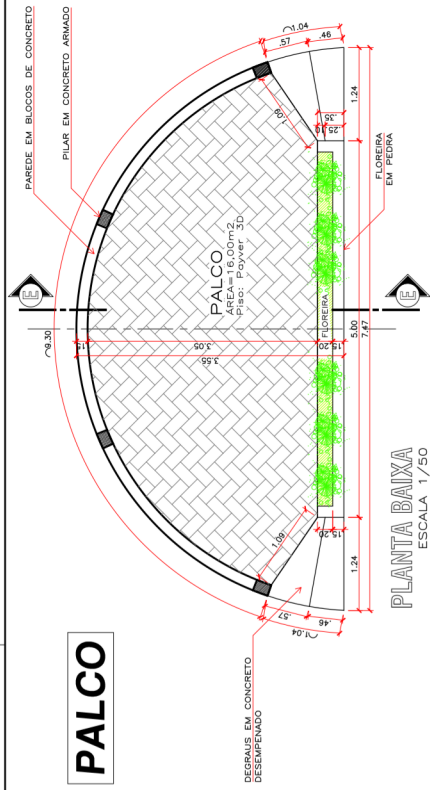 PALCO
PAREDE EM BLOCOS DE CONCRETO
PILAR EM CONCRETO ARMADO
DEGRAUS EM CONCRETO
DESEMPENADO
FLOREIRA
EM PEDRA
E
E
PALCO
ÁREA=16,00m2
Piso: Payver 3D
FLOREIRA
9.30
1.04
.57
.46
1.24
.35
.25
.10
1.09
.15
3.05
3.55
.15
.20
5.00
7.47
1.09
.15
.20
1.24
.57
.46
1.04
PLANTA BAIXA
ESCALA 1/50